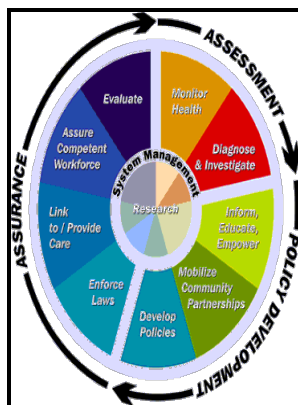 ASSESSMENT
POLICY DEVELOPMENT
ASSURANCE
Monitor
Health
Diagnose
& Investigate
Inform,
Educate,
Empower
Mobilize
Community
Partnerships
Develop
Policies
Enforce
Laws
Link
to / Provide
Care
Assure
Competent
Workforce
Evaluate
System Management
Research